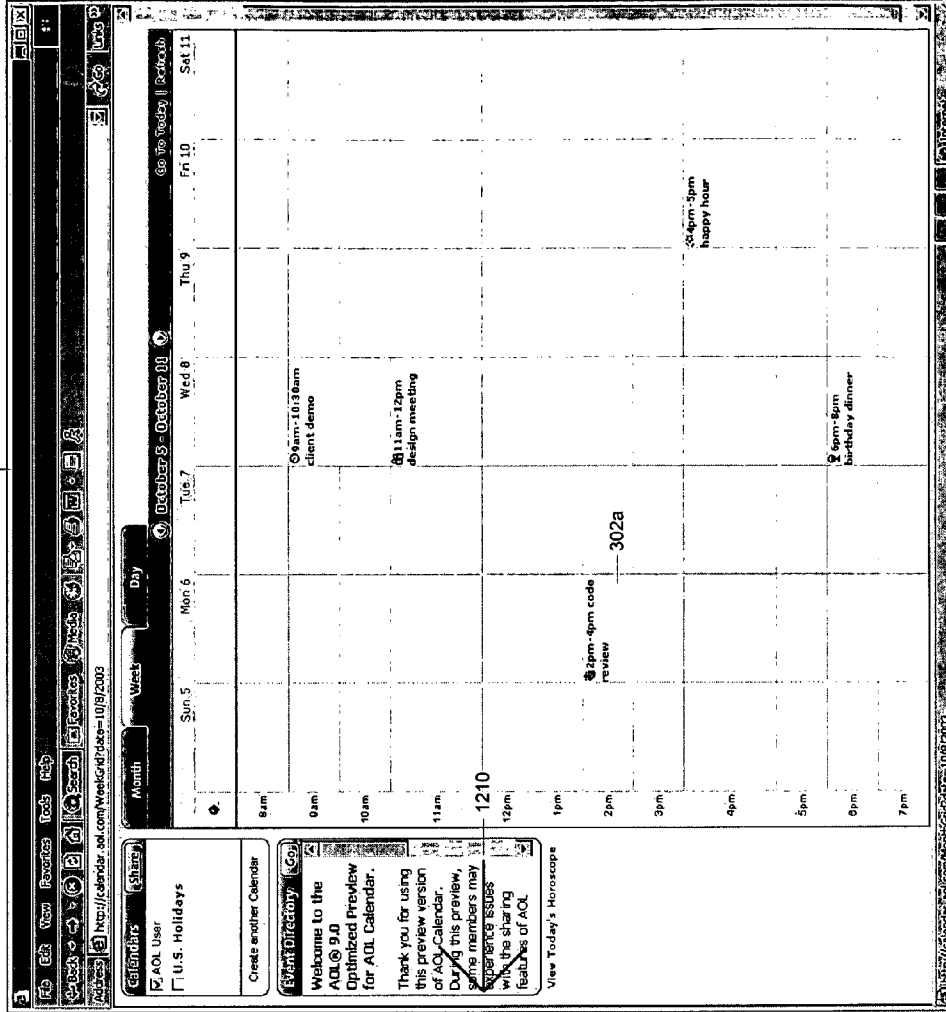 File Edit View Favorites Tools Help
Back Search Favorites Media
Address http://calendar.aol.com/WeekGrid?date=10/8/2003 Go Links »
Calendars Share
AOL User
U.S. Holidays
Create another Calendar
Event Directory Go
Welcome to the
AOL® 9.0
Optimized Preview
for AOL Calendar.
Thank you for using
this preview version
of AOL Calendar.
During this preview,
some members may
experience issues
with the sharing
features of AOL
View Today's Horoscope
Month Week Day
October 5 - October 11 Go To Today | Refresh
Sun 5 Mon 6 Tue 7 Wed 8 Thu 9 Fri 10 Sat 11
8am
9am
9am-10:30am
client demo
10am
11am-12pm
design meeting
11am
1210
12pm
1pm
2pm-4pm code
review
2pm
302a
3pm
4pm-5pm
happy hour
4pm
5pm
6pm
6pm-8pm
birthday dinner
7pm